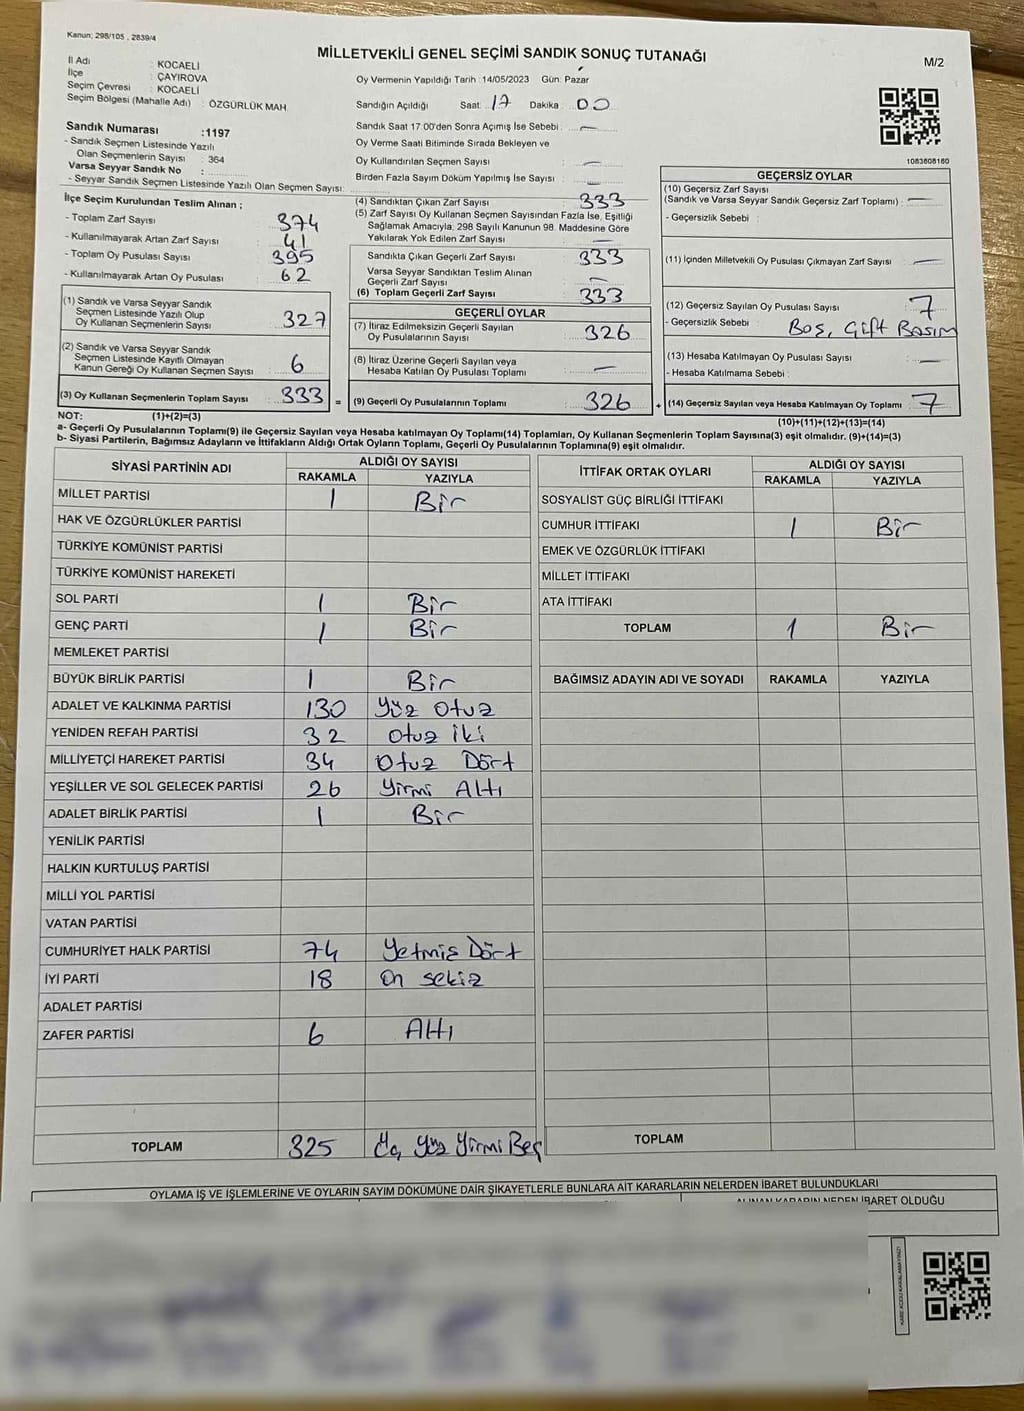 Kanun; 298/105 , 2839/4
MİLLETVEKİLİ GENEL SEÇİMİ SANDIK SONUÇ TUTANAĞI
M/2
İl Adı : KOCAELİ
İlçe : ÇAYIROVA
Seçim Çevresi : KOCAELİ
Seçim Bölgesi (Mahalle Adı) : ÖZGÜRLÜK MAH.
Oy Vermenin Yapıldığı Tarih : 14/05/2023 Gün: Pazar
Sandığın Açıldığı Saat: 17 Dakika : 00
Sandık Saat 17.00'den Sonra Açımış İse Sebebi : —
Oy Verme Saati Bitiminde Sırada Bekleyen ve
Oy Kullandırılan Seçmen Sayısı : —
Birden Fazla Sayım Döküm Yapılmış İse Sayısı : —
Sandık Numarası :1197
- Sandık Seçmen Listesinde Yazılı
Olan Seçmenlerin Sayısı : 364
Varsa Seyyar Sandık No :
- Seyyar Sandık Seçmen Listesinde Yazılı Olan Seçmen Sayısı:
1083608160
İlçe Seçim Kurulundan Teslim Alınan ;
- Toplam Zarf Sayısı : 374
- Kullanılmayarak Artan Zarf Sayısı : 41
- Toplam Oy Pusulası Sayısı : 395
- Kullanılmayarak Artan Oy Pusulası : 62
(1) Sandık ve Varsa Seyyar Sandık
Seçmen Listesinde Yazılı Olup
Oy Kullanan Seçmenlerin Sayısı : 327
(2) Sandık ve Varsa Seyyar Sandık
Seçmen Listesinde Kayıtlı Olmayan
Kanun Gereği Oy Kullanan Seçmen Sayısı : 6
(3) Oy Kullanan Seçmenlerin Toplam Sayısı : 333 =
(4) Sandıktan Çıkan Zarf Sayısı : 333
(5) Zarf Sayısı Oy Kullanan Seçmen Sayısından Fazla İse, Eşitliği
Sağlamak Amacıyla; 298 Sayılı Kanunun 98. Maddesine Göre
Yakılarak Yok Edilen Zarf Sayısı : —
Sandıkta Çıkan Geçerli Zarf Sayısı : 333
Varsa Seyyar Sandıktan Teslim Alınan
Geçerli Zarf Sayısı : —
(6) Toplam Geçerli Zarf Sayısı : 333
GEÇERLİ OYLAR
(7) İtiraz Edilmeksizin Geçerli Sayılan
Oy Pusulalarının Sayısı : 326
(8) İtiraz Üzerine Geçerli Sayılan veya
Hesaba Katılan Oy Pusulası Toplamı : —
(9) Geçerli Oy Pusulalarının Toplamı : 326 +
GEÇERSİZ OYLAR
(10) Geçersiz Zarf Sayısı
(Sandık ve Varsa Seyyar Sandık Geçersiz Zarf Toplamı) : —
- Geçersizlik Sebebi :
(11) İçinden Milletvekili Oy Pusulası Çıkmayan Zarf Sayısı : —
(12) Geçersiz Sayılan Oy Pusulası Sayısı : 7
- Geçersizlik Sebebi : Boş, Çift Basım
(13) Hesaba Katılmayan Oy Pusulası Sayısı : —
- Hesaba Katılmama Sebebi :
(14) Geçersiz Sayılan veya Hesaba Katılmayan Oy Toplamı : 7
NOT: (1)+(2)=(3)
(10)+(11)+(12)+(13)=(14)
a- Geçerli Oy Pusulalarının Toplamı(9) ile Geçersiz Sayılan veya Hesaba katılmayan Oy Toplamı(14) Toplamları, Oy Kullanan Seçmenlerin Toplam Sayısına(3) eşit olmalıdır. (9)+(14)=(3)
b- Siyasi Partilerin, Bağımsız Adayların ve İttifakların Aldığı Ortak Oyların Toplamı, Geçerli Oy Pusulalarının Toplamına(9) eşit olmalıdır.
SİYASİ PARTİNİN ADI
ALDIĞI OY SAYISI
RAKAMLA YAZIYLA
MİLLET PARTİSİ 1 Bir
HAK VE ÖZGÜRLÜKLER PARTİSİ
TÜRKİYE KOMÜNİST PARTİSİ
TÜRKİYE KOMÜNİST HAREKETİ
SOL PARTİ 1 Bir
GENÇ PARTİ 1 Bir
MEMLEKET PARTİSİ
BÜYÜK BİRLİK PARTİSİ 1 Bir
ADALET VE KALKINMA PARTİSİ 130 Yüz Otuz
YENİDEN REFAH PARTİSİ 32 Otuz iki
MİLLİYETÇİ HAREKET PARTİSİ 34 Otuz Dört
YEŞİLLER VE SOL GELECEK PARTİSİ 26 Yirmi Altı
ADALET BİRLİK PARTİSİ 1 Bir
YENİLİK PARTİSİ
HALKIN KURTULUŞ PARTİSİ
MİLLİ YOL PARTİSİ
VATAN PARTİSİ
CUMHURİYET HALK PARTİSİ 74 Yetmiş Dört
İYİ PARTİ 18 On sekiz
ADALET PARTİSİ
ZAFER PARTİSİ 6 Altı
TOPLAM 325 Üç Yüz Yirmi Beş
İTTİFAK ORTAK OYLARI
ALDIĞI OY SAYISI
RAKAMLA YAZIYLA
SOSYALİST GÜÇ BİRLİĞİ İTTİFAKI
CUMHUR İTTİFAKI 1 Bir
EMEK VE ÖZGÜRLÜK İTTİFAKI
MİLLET İTTİFAKI
ATA İTTİFAKI
TOPLAM 1 Bir
BAĞIMSIZ ADAYIN ADI VE SOYADI RAKAMLA YAZIYLA
TOPLAM
OYLAMA İŞ VE İŞLEMLERİNE VE OYLARIN SAYIM DÖKÜMÜNE DAİR ŞİKAYETLERLE BUNLARA AİT KARARLARIN NELERDEN İBARET BULUNDUKLARI
ALINAN KARARIN NEDEN İBARET OLDUĞU